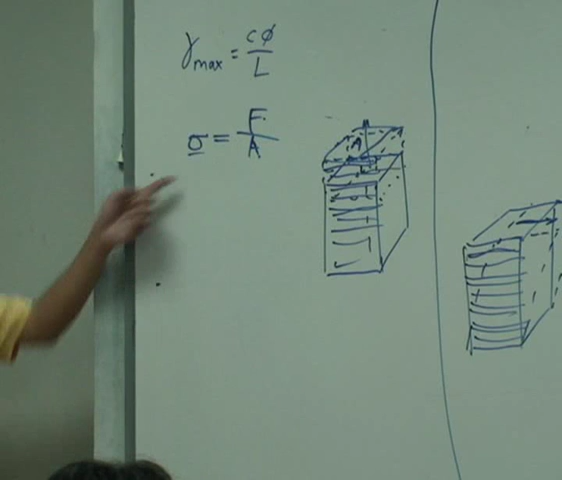 γmax = cφ/L
σ = F/A
A